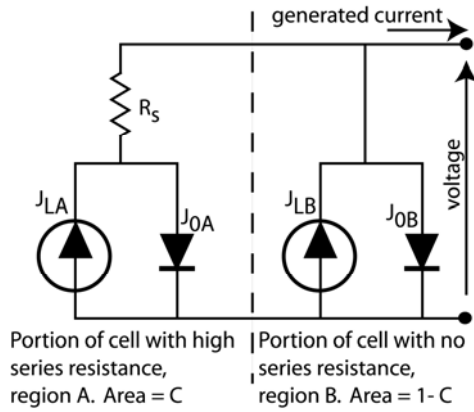 generated current
R_s
J_LA
J_0A
J_LB
J_0B
voltage
Portion of cell with high
series resistance,
region A. Area = C
Portion of cell with no
series resistance,
region B. Area = 1- C